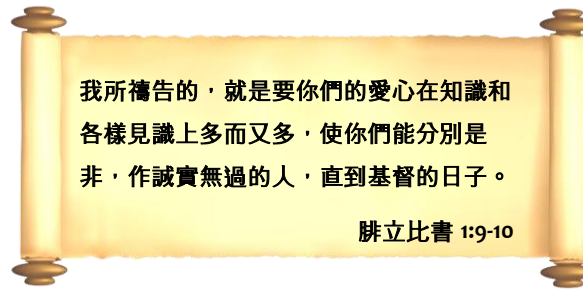 我所禱告的，就是要你們的愛心在知識和
各樣見識上多而又多，使你們能分別是
非，作誠實無過的人，直到基督的日子。
腓立比書 1:9-10